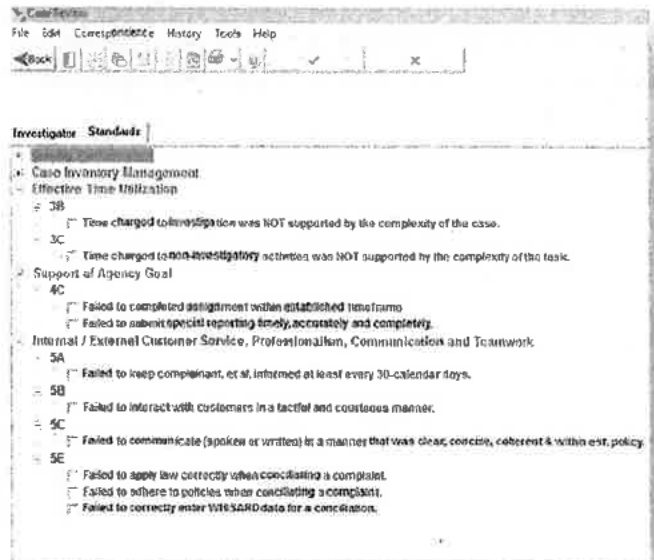 Case Review
File Edit Correspondence History Tools Help
Back
Investigator Standards
Case Inventory Management
Effective Time Utilization
3B
Time charged to investigation was NOT supported by the complexity of the case.
3C
Time charged to non-investigatory activities was NOT supported by the complexity of the task.
Support of Agency Goal
4C
Failed to completed assignment within established timeframe
Failed to submit special reporting timely, accurately and completely.
Internal / External Customer Service, Professionalism, Communication and Teamwork
5A
Failed to keep complainant, et al, informed at least every 30-calendar days.
5B
Failed to interact with customers in a tactful and courteous manner.
5C
Failed to communicate (spoken or written) in a manner that was clear, concise, coherent & within est. policy.
5E
Failed to apply law correctly when conciliating a complaint.
Failed to adhere to policies when conciliating a complaint.
Failed to correctly enter WHISARD data for a conciliation.